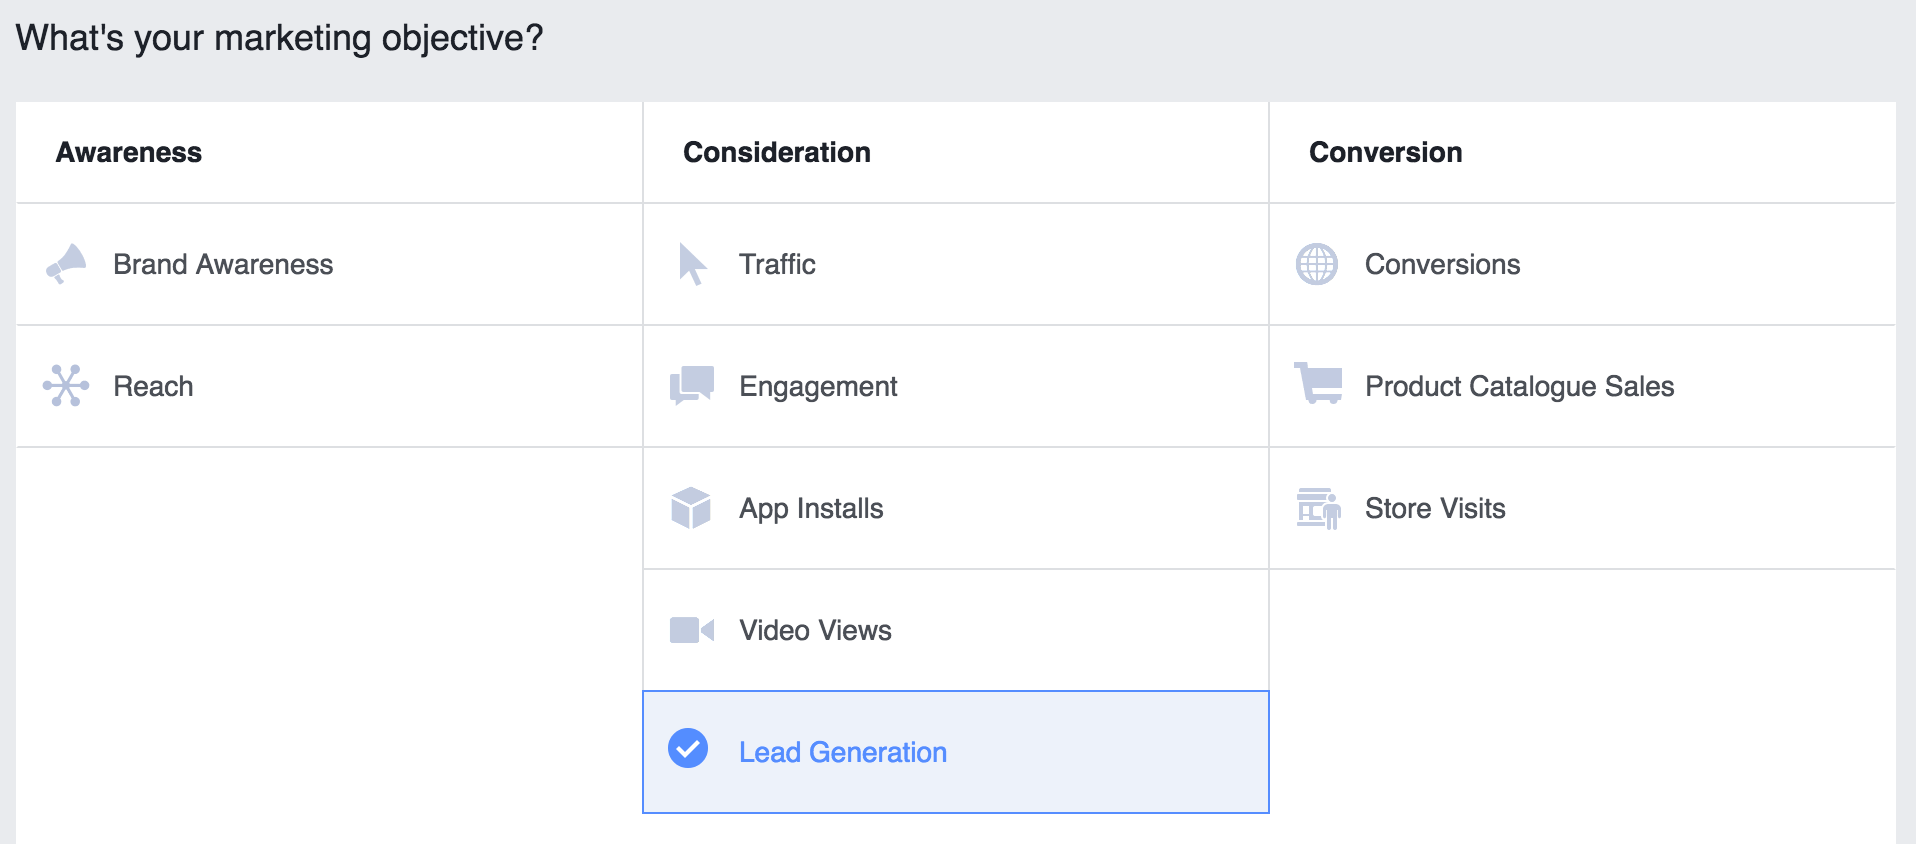 What's your marketing objective?
Awareness
Consideration
Conversion
Brand Awareness
Traffic
Conversions
Reach
Engagement
Product Catalogue Sales
App Installs
Store Visits
Video Views
Lead Generation